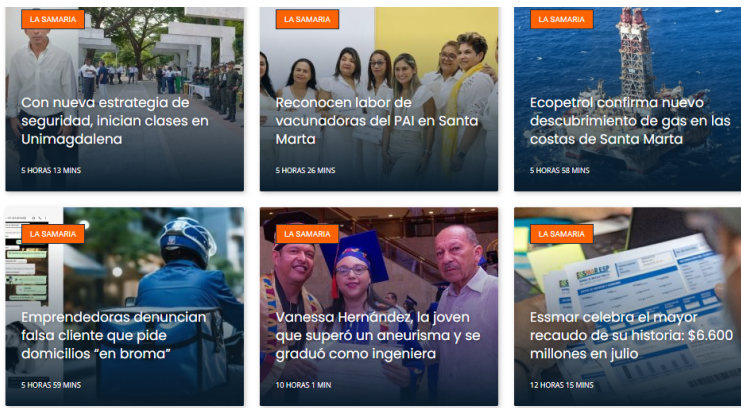 LA SAMARIA
Con nueva estrategia de
seguridad, inician clases en
Unimagdalena
5 HORAS 13 MINS
LA SAMARIA
Reconocen labor de
vacunadoras del PAI en Santa
Marta
5 HORAS 26 MINS
LA SAMARIA
Ecopetrol confirma nuevo
descubrimiento de gas en las
costas de Santa Marta
5 HORAS 58 MINS
LA SAMARIA
Emprendedoras denuncian
falsa cliente que pide
domicilios "en broma"
5 HORAS 59 MINS
LA SAMARIA
Vanessa Hernández, la joven
que superó un aneurisma y se
graduó como ingeniera
10 HORAS 1 MIN
LA SAMARIA
ESSMAR ESP
Essmar celebra el mayor
recaudo de su historia: $6.600
millones en julio
12 HORAS 15 MINS